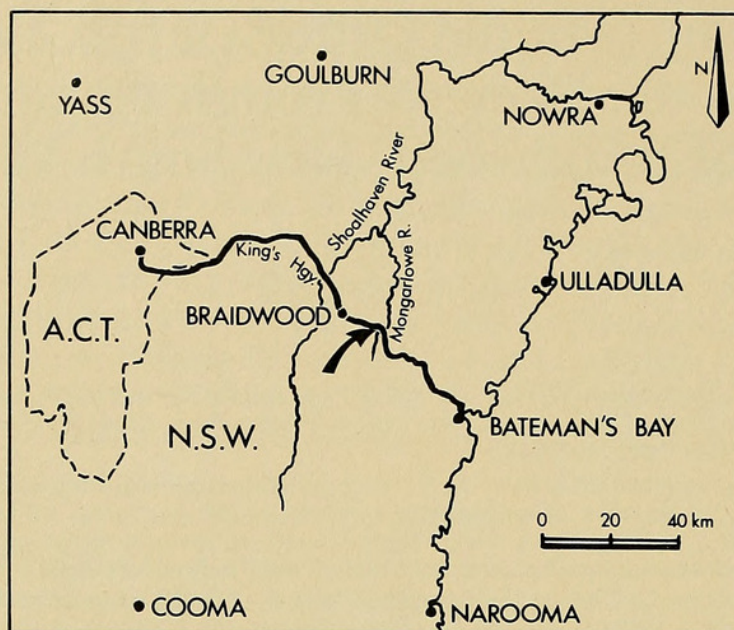 GOULBURN
YASS
N
NOWRA
Shoalhaven River
CANBERRA
King's Hgy.
Mongarlowe R.
ULLADULLA
BRAIDWOOD
A.C.T.
N.S.W.
BATEMAN'S BAY
0 20 40 km
COOMA
NAROOMA